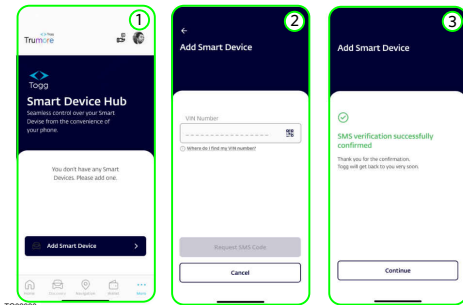 1
Trumore
Togg
Smart Device Hub
Seamless control over your Smart
Devise from the convenience of
your phone.
You don't have any Smart
Devices. Please add one.
Add Smart Device
Home
Navigation
Wallet
More
2
Add Smart Device
VIN Number
Where do I find my VIN number?
Request SMS Code
Cancel
3
Add Smart Device
SMS verification successfully
confirmed
Thank you for the confirmation.
Togg will get back to you very soon.
Continue